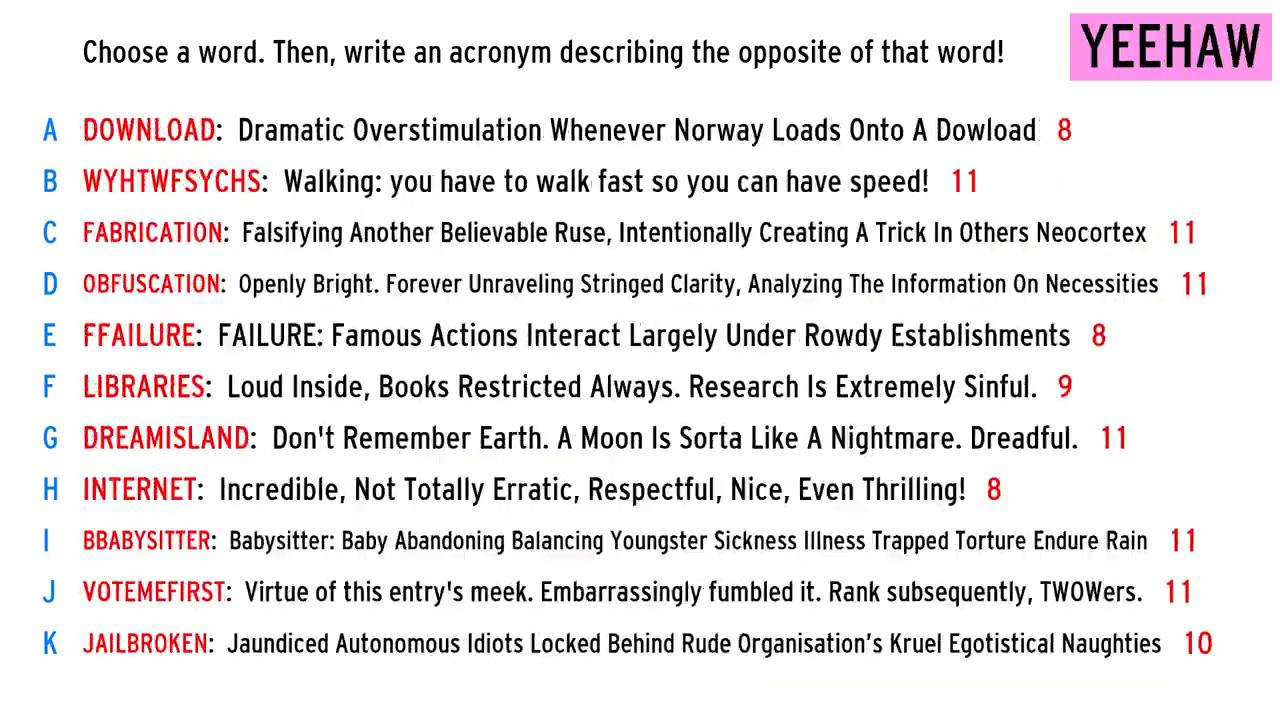 Choose a word. Then, write an acronym describing the opposite of that word!
YEEHAW
A DOWNLOAD: Dramatic Overstimulation Whenever Norway Loads Onto A Dowload 8
B WYHTWFSYCHS: Walking: you have to walk fast so you can have speed! 11
C FABRICATION: Falsifying Another Believable Ruse, Intentionally Creating A Trick In Others Neocortex 11
D OBFUSCATION: Openly Bright. Forever Unraveling Stringed Clarity, Analyzing The Information On Necessities 11
E FFAILURE: FAILURE: Famous Actions Interact Largely Under Rowdy Establishments 8
F LIBRARIES: Loud Inside, Books Restricted Always. Research Is Extremely Sinful. 9
G DREAMISLAND: Don't Remember Earth. A Moon Is Sorta Like A Nightmare. Dreadful. 11
H INTERNET: Incredible, Not Totally Erratic, Respectful, Nice, Even Thrilling! 8
I BBABYSITTER: Babysitter: Baby Abandoning Balancing Youngster Sickness Illness Trapped Torture Endure Rain 11
J VOTEMEFIRST: Virtue of this entry's meek. Embarrassingly fumbled it. Rank subsequently, TWOWers. 11
K JAILBROKEN: Jaundiced Autonomous Idiots Locked Behind Rude Organisation’s Kruel Egotistical Naughties 10